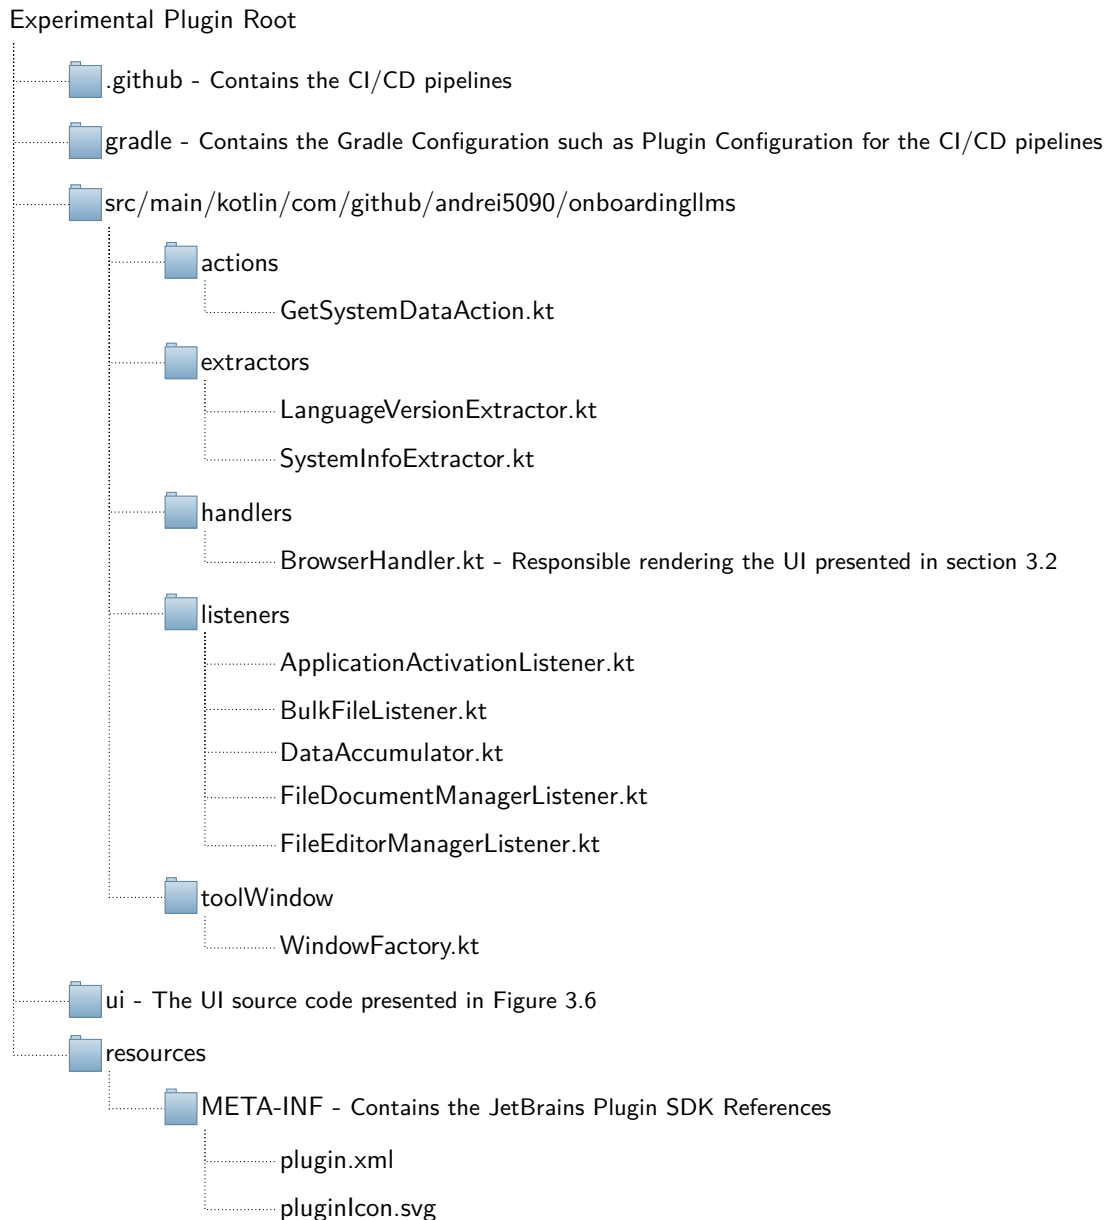 Experimental Plugin Root
.github - Contains the CI/CD pipelines
gradle - Contains the Gradle Configuration such as Plugin Configuration for the CI/CD pipelines
src/main/kotlin/com/github/andrei5090/onboardingllms
actions
GetSystemDataAction.kt
extractors
LanguageVersionExtractor.kt
SystemInfoExtractor.kt
handlers
BrowserHandler.kt - Responsible rendering the UI presented in section 3.2
listeners
ApplicationActivationListener.kt
BulkFileListener.kt
DataAccumulator.kt
FileDocumentManagerListener.kt
FileEditorManagerListener.kt
toolWindow
WindowFactory.kt
ui - The UI source code presented in Figure 3.6
resources
META-INF - Contains the JetBrains Plugin SDK References
plugin.xml
pluginIcon.svg